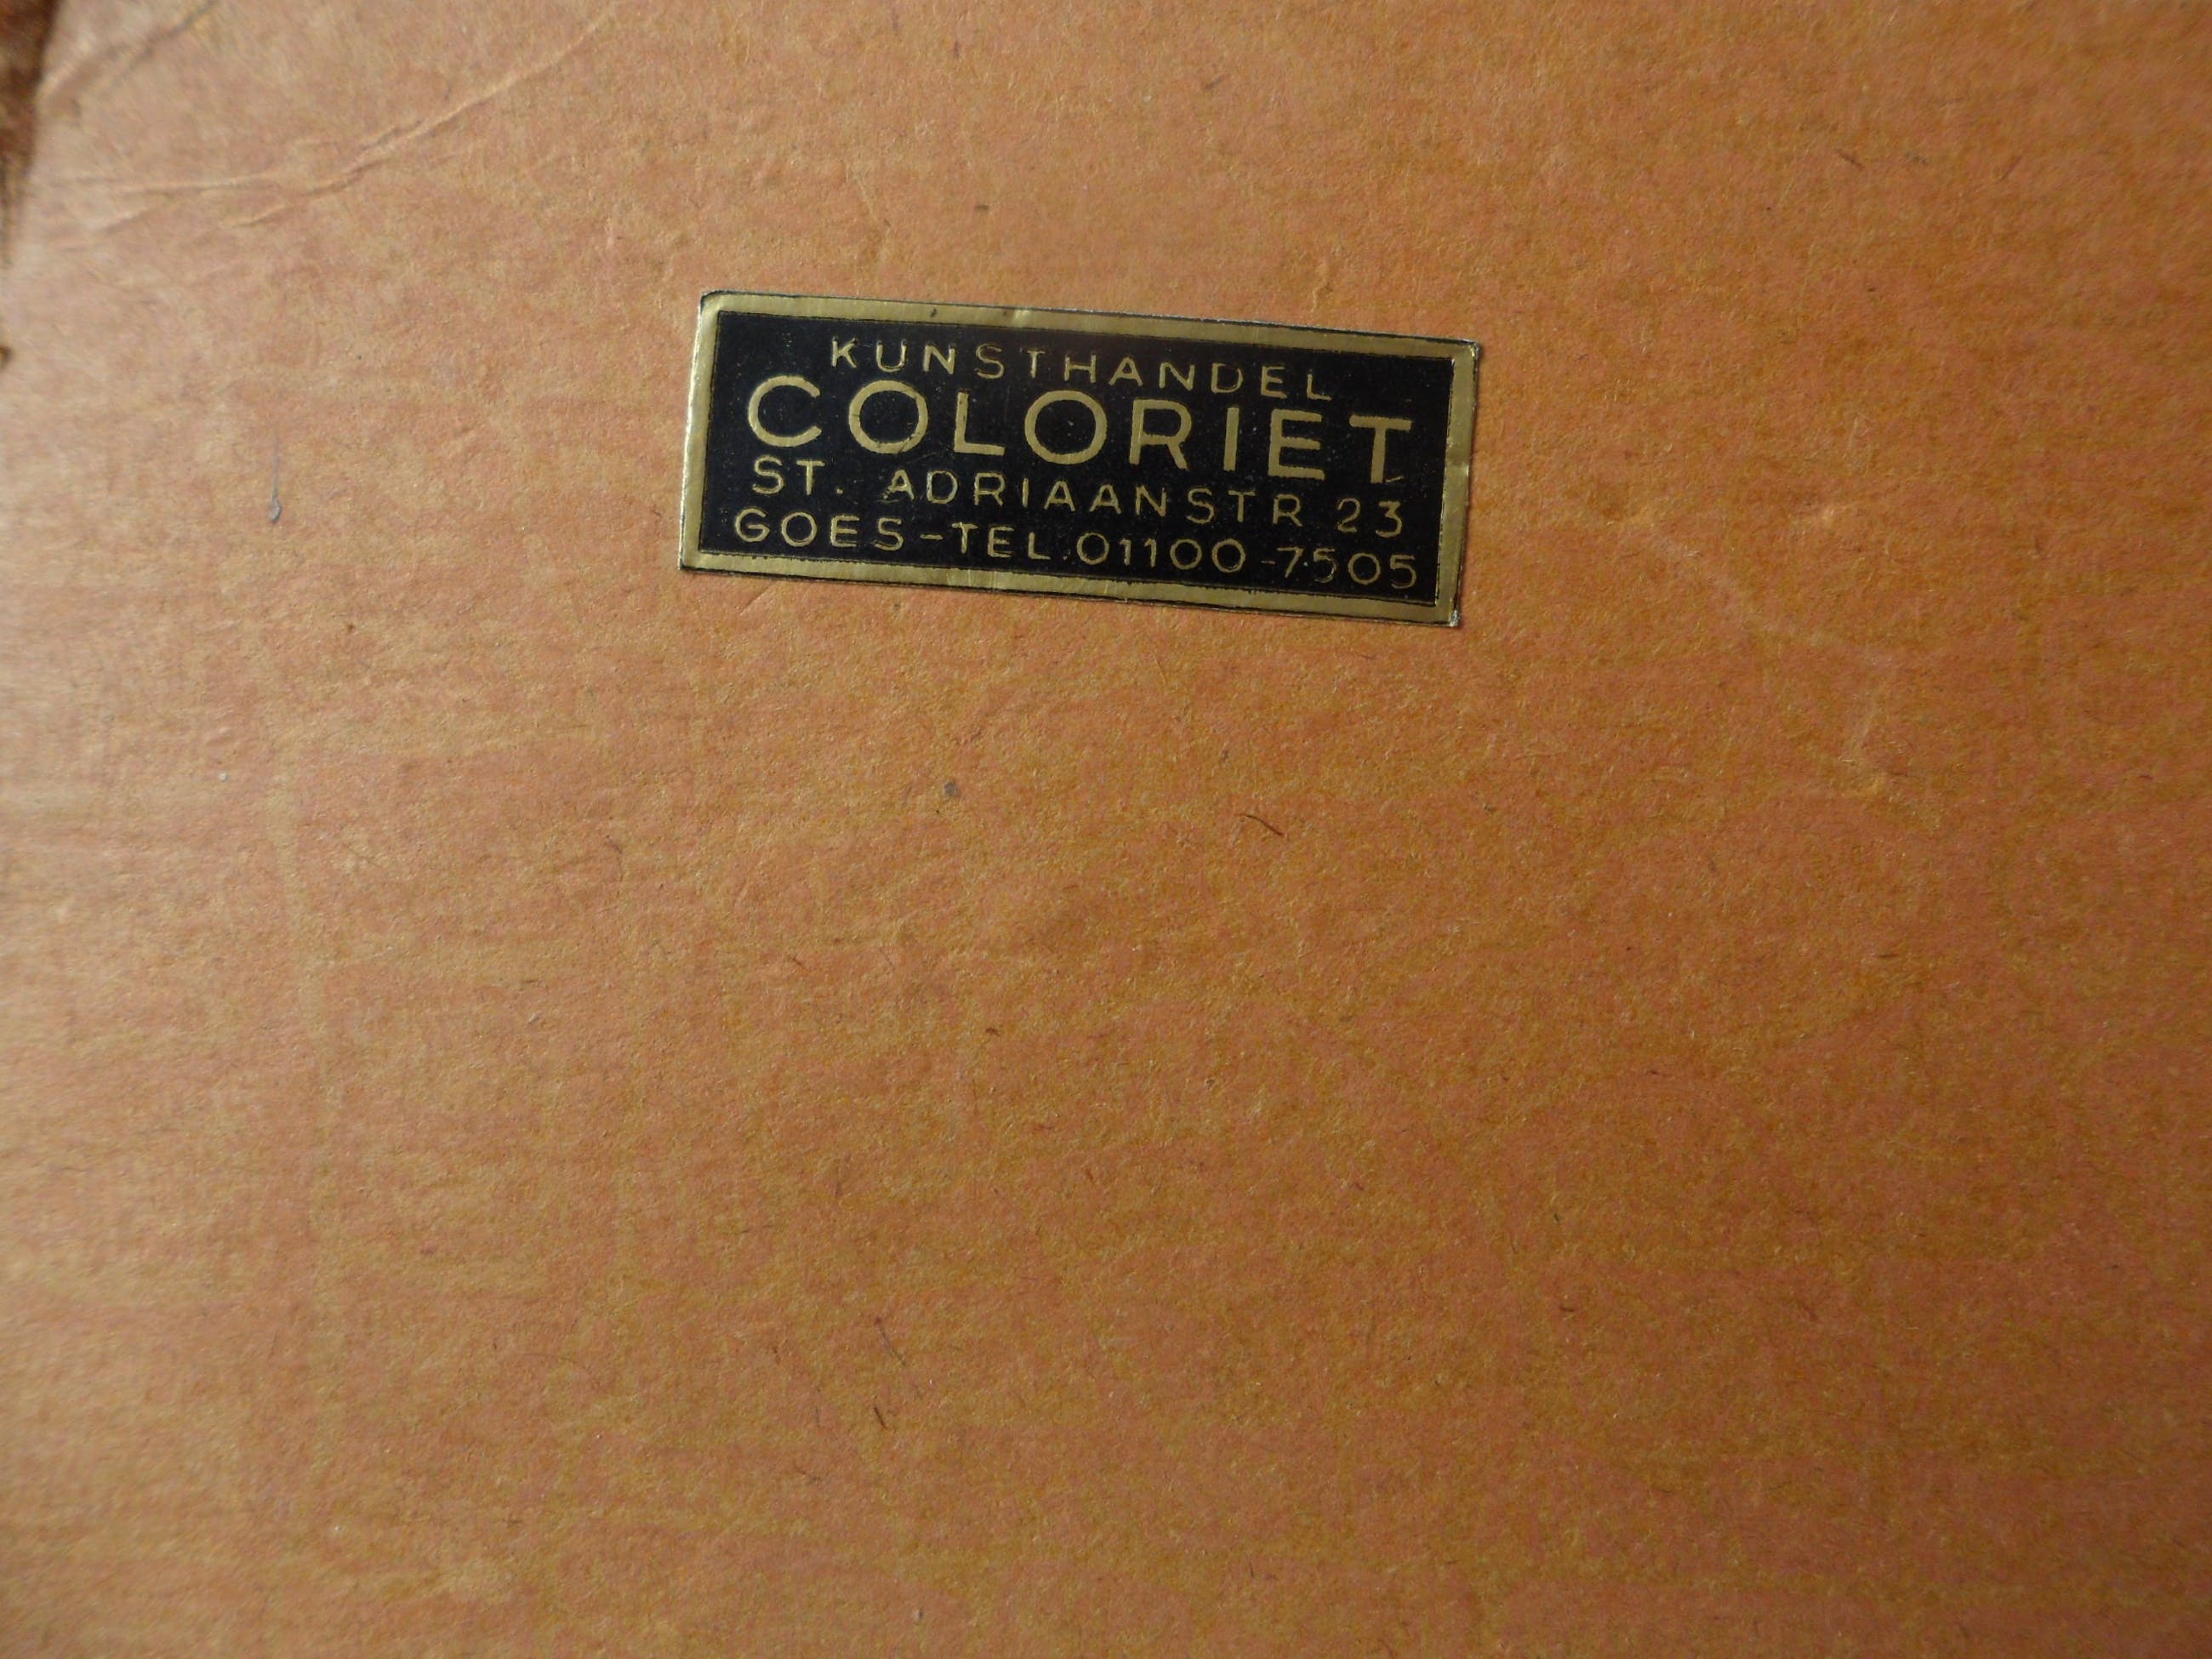 KUNSTHANDEL
COLORIET
ST. ADRIAANSTR 23
GOES-TEL.01100-7505